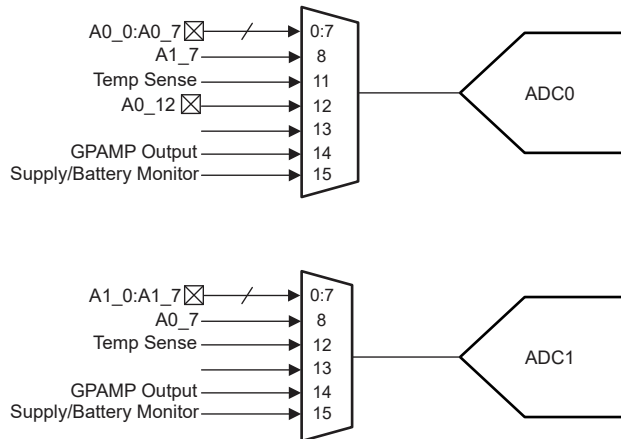 A0_0:A0_7 0:7
A1_7 8
Temp Sense 11
A0_12 12
13
GPAMP Output 14
Supply/Battery Monitor 15
ADC0
A1_0:A1_7 0:7
A0_7 8
Temp Sense 12
13
GPAMP Output 14
Supply/Battery Monitor 15
ADC1